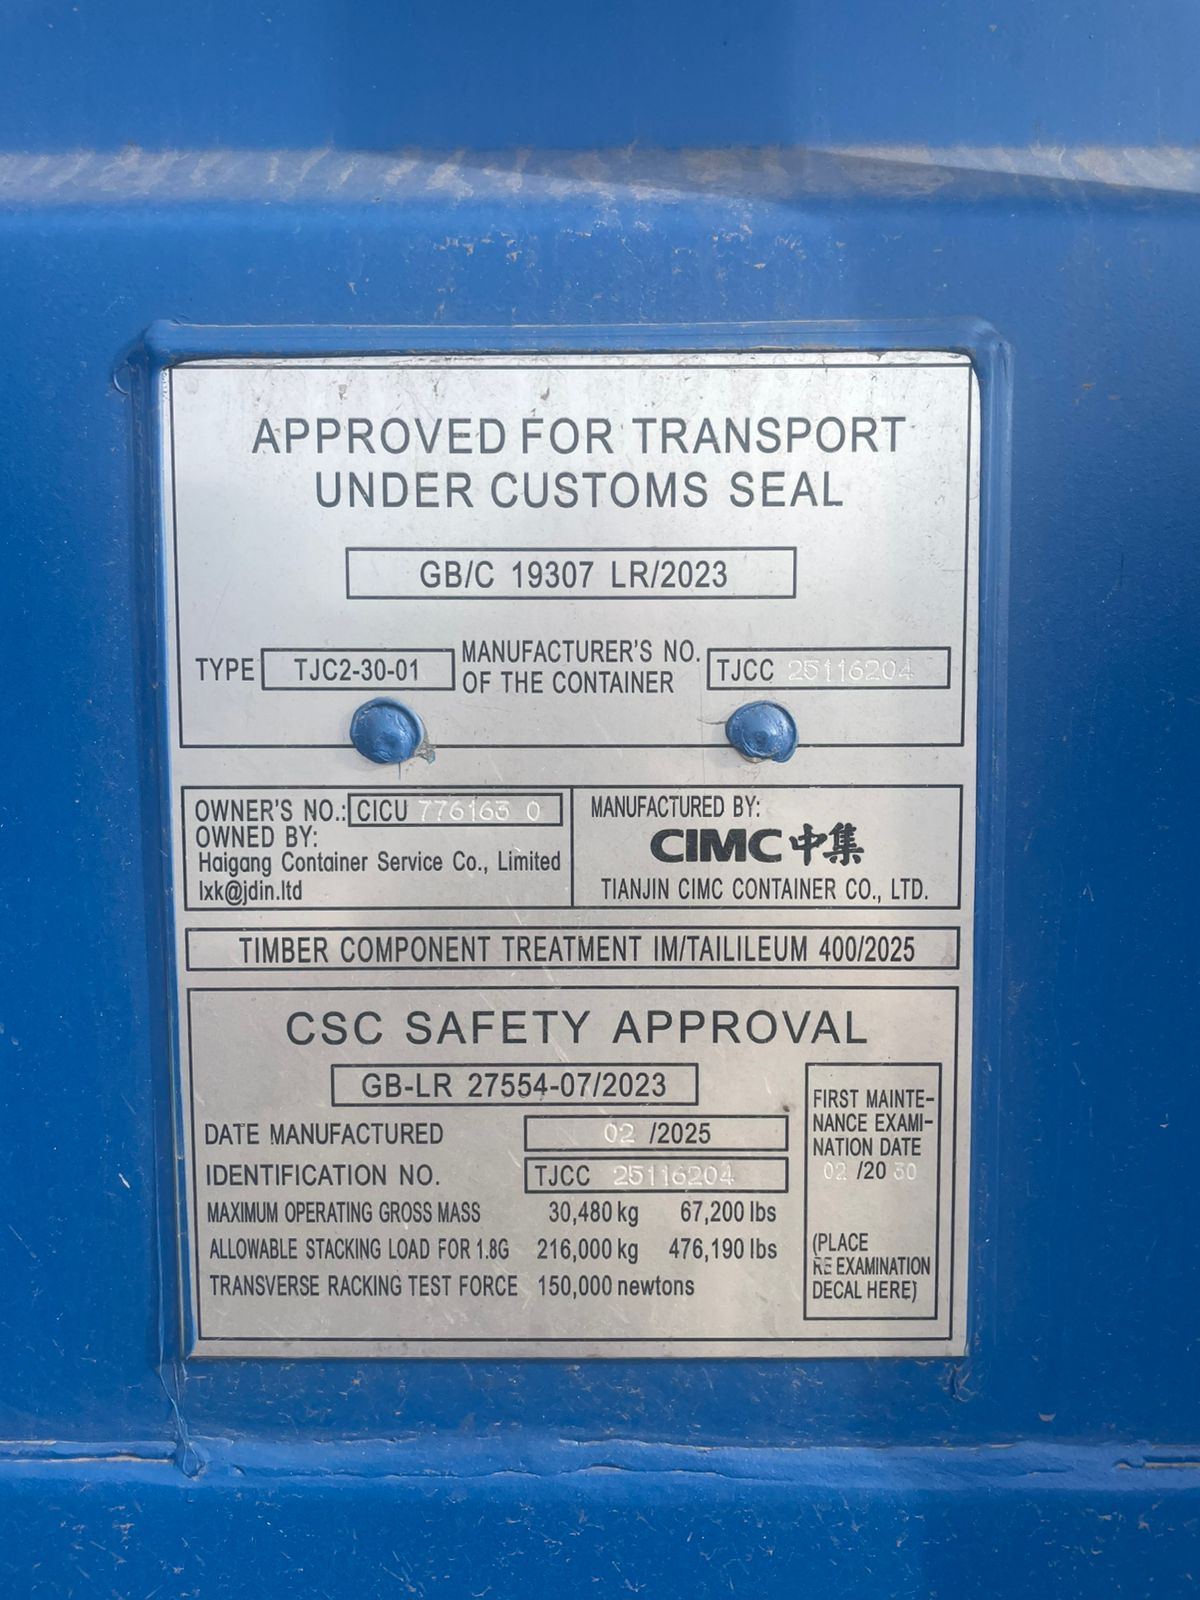 APPROVED FOR TRANSPORT
UNDER CUSTOMS SEAL
GB/C 19307 LR/2023
TYPE TJC2-30-01 MANUFACTURER'S NO. OF THE CONTAINER TJCC 25116204
OWNER'S NO.: CICU 776163 0
OWNED BY:
Haigang Container Service Co., Limited
lxk@jdin.ltd
MANUFACTURED BY:
CIMC中集
TIANJIN CIMC CONTAINER CO., LTD.
TIMBER COMPONENT TREATMENT IM/TAILILEUM 400/2025
CSC SAFETY APPROVAL
GB-LR 27554-07/2023
DATE MANUFACTURED 02 /2025
IDENTIFICATION NO. TJCC 25116204
MAXIMUM OPERATING GROSS MASS 30,480 kg 67,200 lbs
ALLOWABLE STACKING LOAD FOR 1.8G 216,000 kg 476,190 lbs
TRANSVERSE RACKING TEST FORCE 150,000 newtons
FIRST MAINTE-
NANCE EXAMI-
NATION DATE
02 /20 30
(PLACE
RE EXAMINATION
DECAL HERE)